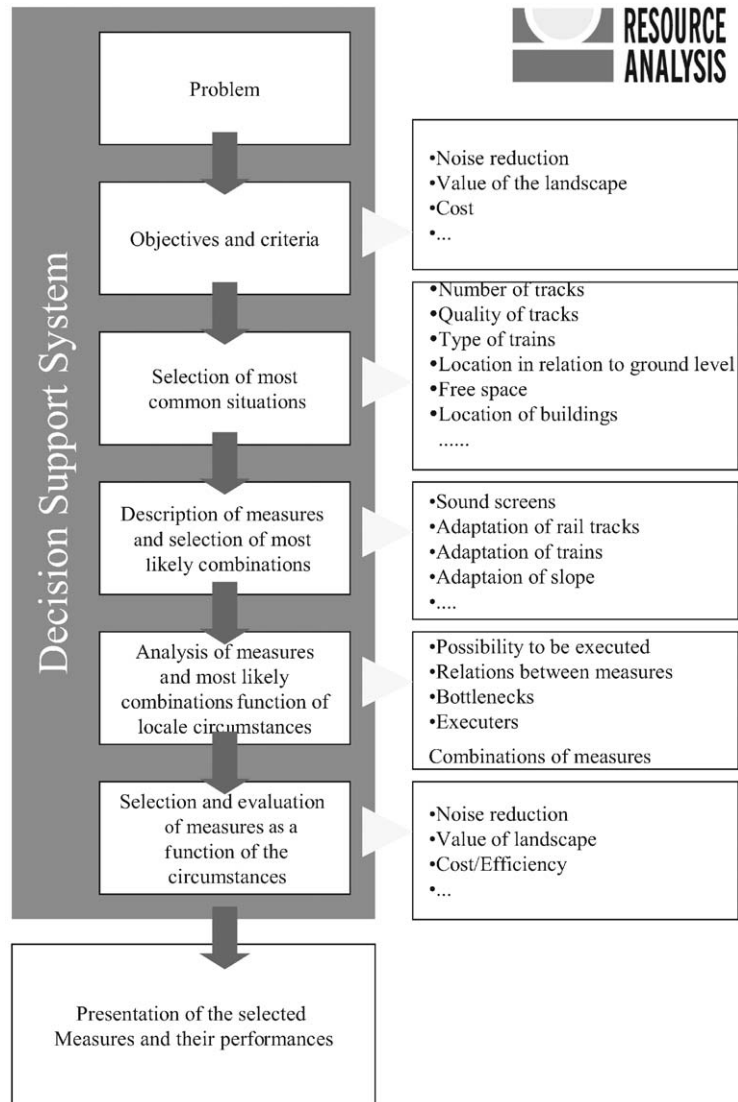 RESOURCE
ANALYSIS
Decision Support System
Problem
Objectives and criteria
•Noise reduction
•Value of the landscape
•Cost
•...
Selection of most
common situations
•Number of tracks
•Quality of tracks
•Type of trains
•Location in relation to ground level
•Free space
•Location of buildings
......
Description of measures
and selection of most
likely combinations
•Sound screens
•Adaptation of rail tracks
•Adaptation of trains
•Adaptaion of slope
•....
Analysis of measures
and most likely
combinations function of
locale circumstances
•Possibility to be executed
•Relations between measures
•Bottlenecks
•Executers
Combinations of measures
Selection and evaluation
of measures as a
function of the
circumstances
•Noise reduction
•Value of landscape
•Cost/Efficiency
•...
Presentation of the selected
Measures and their performances